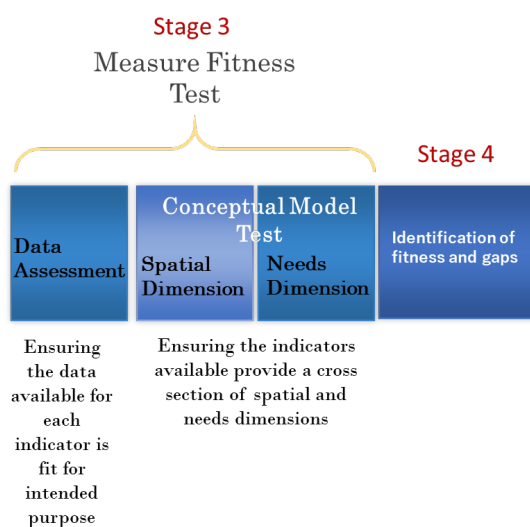 Stage 3
Measure Fitness
Test
Stage 4
Conceptual Model
Test
Data
Assessment
Spatial
Dimension
Needs
Dimension
Identification of
fitness and gaps
Ensuring
the data
available for
each
indicator is
fit for
intended
purpose
Ensuring the indicators
available provide a cross
section of spatial and
needs dimensions